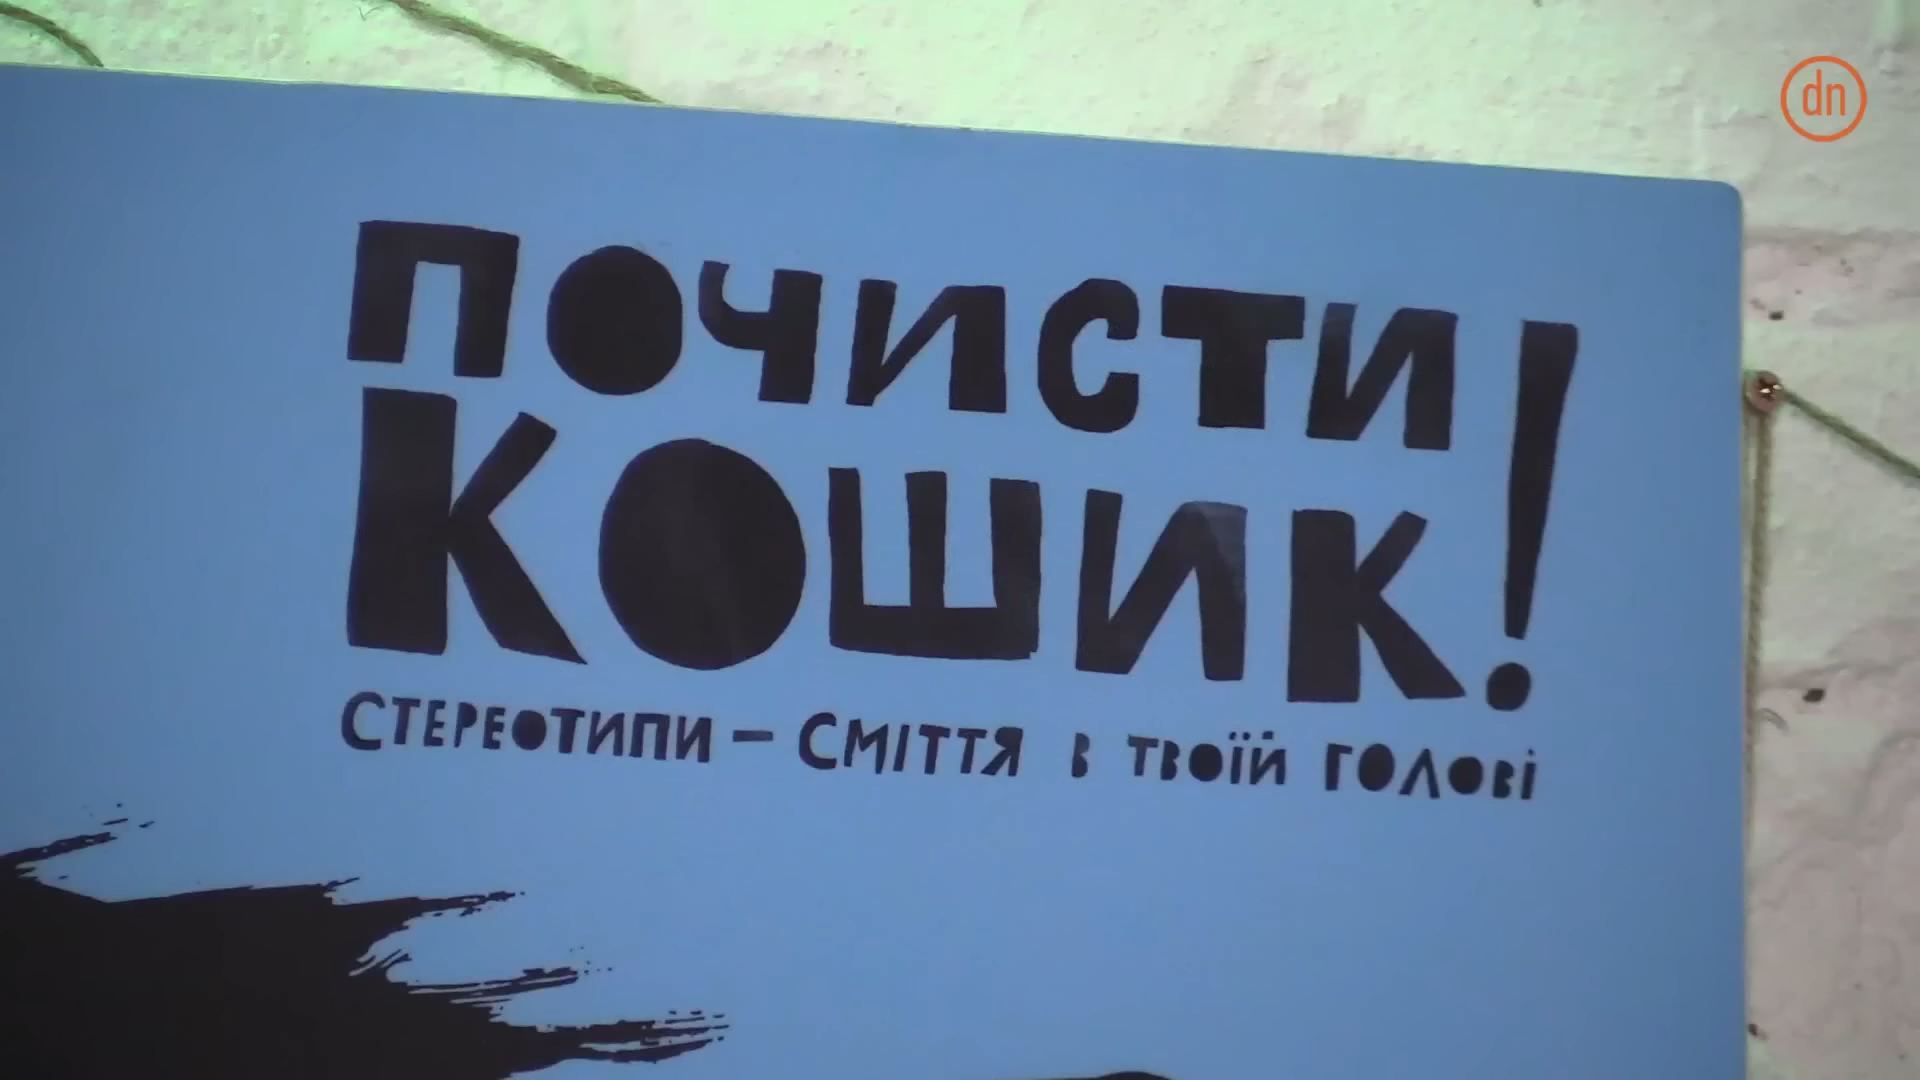 dn
ПОЧИСТИ
КОШИК!
СТЕРЕОТИПИ – СМІТТЯ В ТВОЇЙ ГОЛОВІ